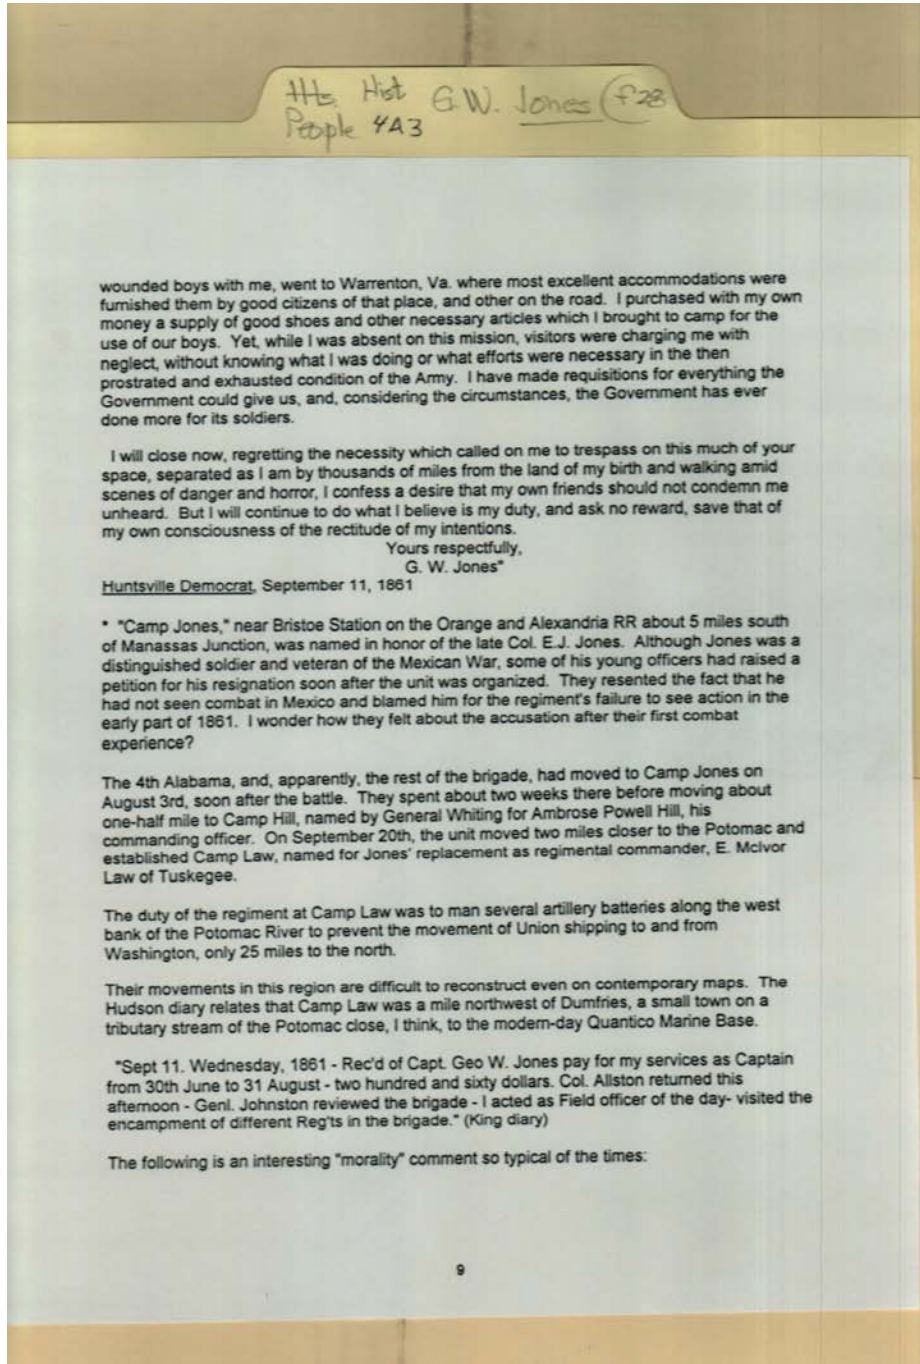 Hts. Hist G.W. Jones f28
People 4A3
wounded boys with me, went to Warrenton, Va. where most excellent accommodations were
furnished them by good citizens of that place, and other on the road. I purchased with my own
money a supply of good shoes and other necessary articles which I brought to camp for the
use of our boys. Yet, while I was absent on this mission, visitors were charging me with
neglect, without knowing what I was doing or what efforts were necessary in the then
prostrated and exhausted condition of the Army. I have made requisitions for everything the
Government could give us, and, considering the circumstances, the Government has ever
done more for its soldiers.
I will close now, regretting the necessity which called on me to trespass on this much of your
space, separated as I am by thousands of miles from the land of my birth and walking amid
scenes of danger and horror, I confess a desire that my own friends should not condemn me
unheard. But I will continue to do what I believe is my duty, and ask no reward, save that of
my own consciousness of the rectitude of my intentions.
Yours respectfully,
G. W. Jones"
Huntsville Democrat, September 11, 1861
* "Camp Jones," near Bristoe Station on the Orange and Alexandria RR about 5 miles south
of Manassas Junction, was named in honor of the late Col. E.J. Jones. Although Jones was a
distinguished soldier and veteran of the Mexican War, some of his young officers had raised a
petition for his resignation soon after the unit was organized. They resented the fact that he
had not seen combat in Mexico and blamed him for the regiment's failure to see action in the
early part of 1861. I wonder how they felt about the accusation after their first combat
experience?
The 4th Alabama, and, apparently, the rest of the brigade, had moved to Camp Jones on
August 3rd, soon after the battle. They spent about two weeks there before moving about
one-half mile to Camp Hill, named by General Whiting for Ambrose Powell Hill, his
commanding officer. On September 20th, the unit moved two miles closer to the Potomac and
established Camp Law, named for Jones' replacement as regimental commander, E. McIvor
Law of Tuskegee.
The duty of the regiment at Camp Law was to man several artillery batteries along the west
bank of the Potomac River to prevent the movement of Union shipping to and from
Washington, only 25 miles to the north.
Their movements in this region are difficult to reconstruct even on contemporary maps. The
Hudson diary relates that Camp Law was a mile northwest of Dumfries, a small town on a
tributary stream of the Potomac close, I think, to the modern-day Quantico Marine Base.
"Sept 11. Wednesday, 1861 - Rec'd of Capt. Geo W. Jones pay for my services as Captain
from 30th June to 31 August - two hundred and sixty dollars. Col. Allston returned this
afternoon - Genl. Johnston reviewed the brigade - I acted as Field officer of the day- visited the
encampment of different Reg'ts in the brigade." (King diary)
The following is an interesting "morality" comment so typical of the times:
9